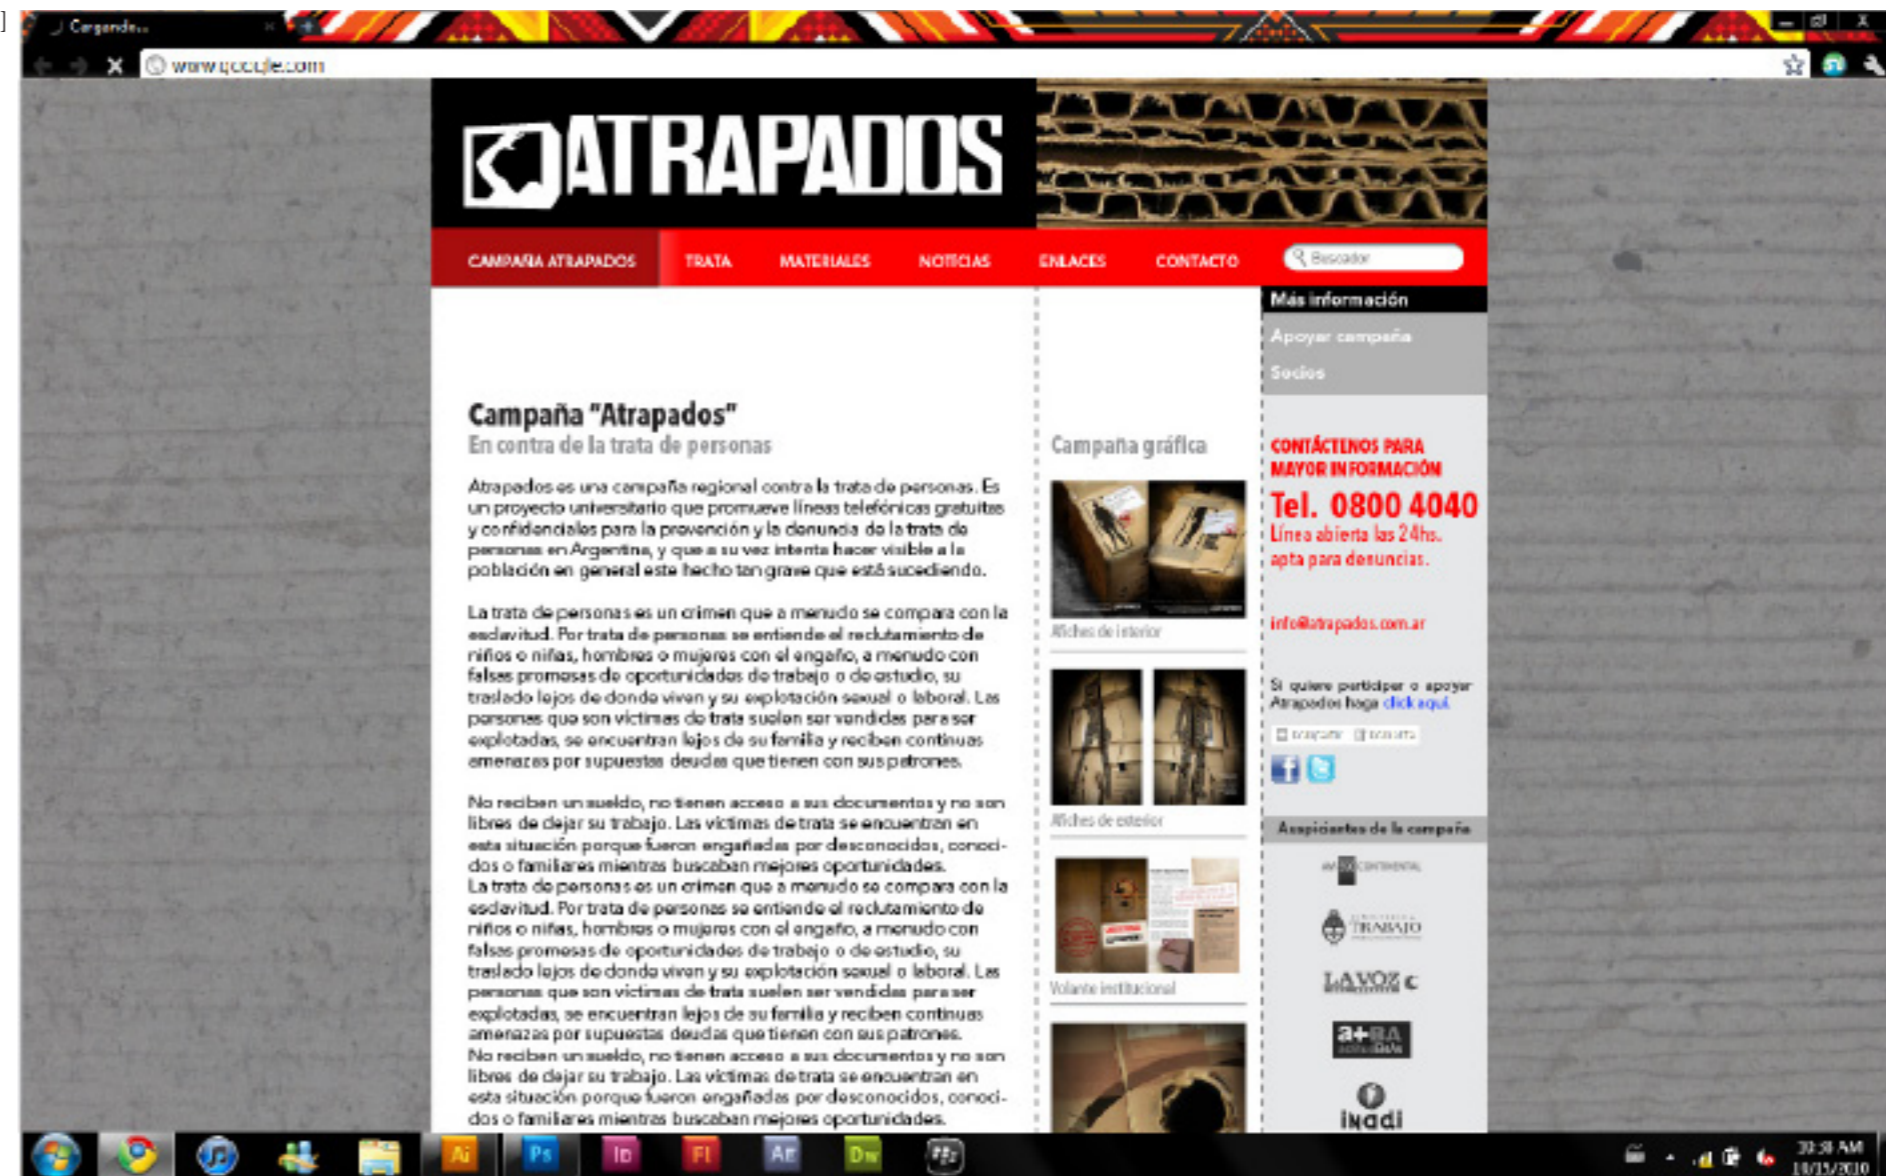 ]
Cargando...
www.google.com
ATRAPADOS
CAMPAÑA ATRAPADOS
TRATA
MATERIALES
NOTICIAS
ENLACES
CONTACTO
Buscador
Campaña "Atrapados"
En contra de la trata de personas
Atrapados es una campaña regional contra la trata de personas. Es
un proyecto universitario que promueve líneas telefónicas gratuitas
y confidenciales para la prevención y la denuncia de la trata de
personas en Argentina, y que a su vez intenta hacer visible a la
población en general este hecho tan grave que está sucediendo.
La trata de personas es un crimen que a menudo se compara con la
esclavitud. Por trata de personas se entiende el reclutamiento de
niños o niñas, hombres o mujeres con el engaño, a menudo con
falsas promesas de oportunidades de trabajo o de estudio, su
traslado lejos de donde viven y su explotación sexual o laboral. Las
personas que son víctimas de trata suelen ser vendidas para ser
explotadas, se encuentran lejos de su familia y reciben continuas
amenazas por supuestas deudas que tienen con sus patrones.
No reciben un sueldo, no tienen acceso a sus documentos y no son
libres de dejar su trabajo. Las víctimas de trata se encuentran en
esta situación porque fueron engañadas por desconocidos, conoci-
dos o familiares mientras buscaban mejores oportunidades.
La trata de personas es un crimen que a menudo se compara con la
esclavitud. Por trata de personas se entiende el reclutamiento de
niños o niñas, hombres o mujeres con el engaño, a menudo con
falsas promesas de oportunidades de trabajo o de estudio, su
traslado lejos de donde viven y su explotación sexual o laboral. Las
personas que son víctimas de trata suelen ser vendidas para ser
explotadas, se encuentran lejos de su familia y reciben continuas
amenazas por supuestas deudas que tienen con sus patrones.
No reciben un sueldo, no tienen acceso a sus documentos y no son
libres de dejar su trabajo. Las víctimas de trata se encuentran en
esta situación porque fueron engañadas por desconocidos, conoci-
dos o familiares mientras buscaban mejores oportunidades.
Campaña gráfica
Afiches de interior
Afiches de exterior
Volante institucional
Más información
Apoyar campaña
Socios
CONTÁCTENOS PARA
MAYOR INFORMACIÓN
Tel. 0800 4040
Línea abierta las 24hs.
apta para denuncias.
info@atrapados.com.ar
Si quiere participar o apoyar
Atrapados haga click aquí.
Auspiciantes de la campaña
CONTINENTAL
TRABAJO
LA VOZ
a+BA
inadi
Ai
Ps
ID
Fl
AE
Dw
10:38 AM
10/15/2010